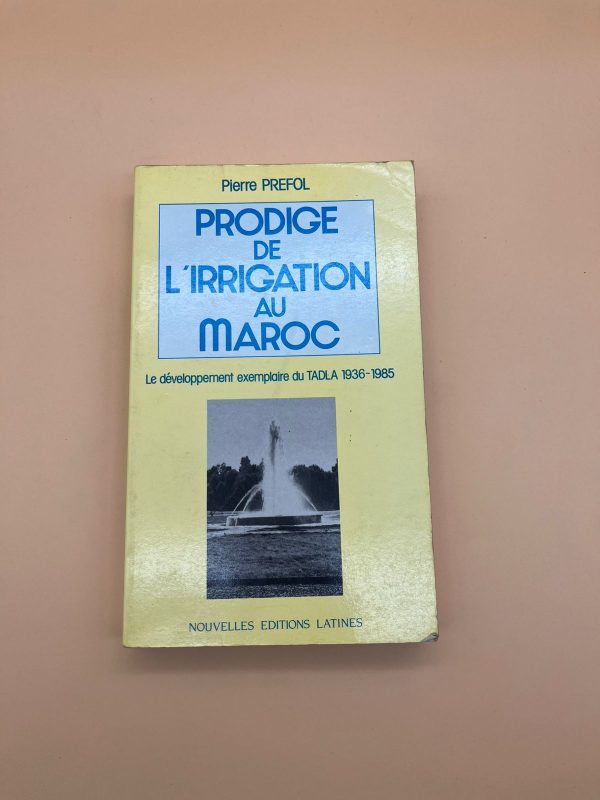 Pierre PREFOL
PRODIGE
DE
L'IRRIGATION
AU
MAROC
Le développement exemplaire du TADLA 1936-1985
NOUVELLES EDITIONS LATINES